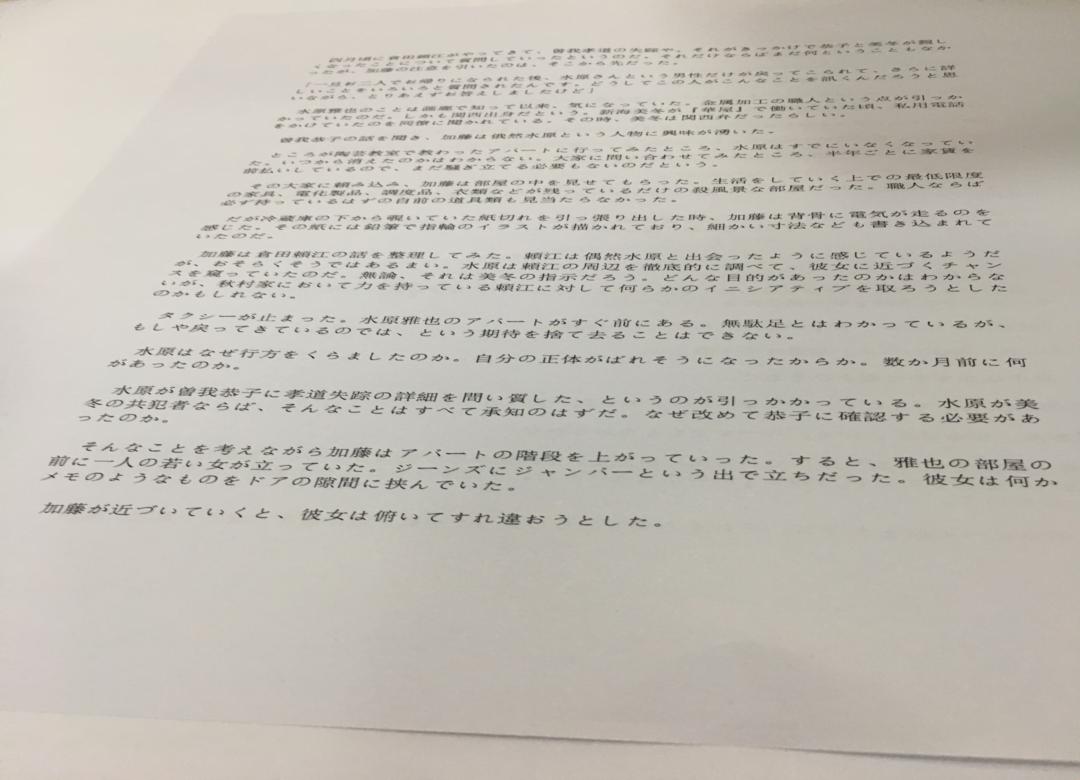 四月頃に倉田頼江がやってきて、曽我孝道の失踪や、それがきっかけで恭子と美冬が親し
くなったことについて質問していったというのだ。それだけならばまだ何ということもなか
ったが、加藤の注意を引いたのは、そこから先だった。
「一旦お二人でお帰りになられた後、水原さんという男性だけが戻ってこられて、さらに詳
しいことをいろいろと質問されたんです。どうしてこの人がこんなことを訊くんだろうと思
いながら、とりあえずお答えしましたけど」
水原雅也のことは頼江で知って以来、気になっていた。金属加工の職人という点が引っか
かっていたのだ。しかも関西出身だという。新海美冬が『華屋』で働いていた頃、私用電話
をかけていたのを同僚に聞かれている。その時、美冬は関西弁だったらしい。
曽我恭子の話を聞き、加藤は俄然水原という人物に興味が湧いた。
ところが陶芸教室で教わったアパートに行ってみたところ、水原はすでにいなくなってい
た。いつから消えたのかはわからない。大家に問い合わせてみたところ、半年ごとに家賃を
前払いしているので、まだ騒ぎ立てる必要もないのだという。
その大家に頼み込み、加藤は部屋の中を見せてもらった。生活をしていく上での最低限度
の家具、電化製品、調度品、衣類などが残っているだけの殺風景な部屋だった。職人ならば
必ず持っているはずの自前の道具類も見当たらなかった。
だが冷蔵庫の下から覗いていた紙切れを引っ張り出した時、加藤は背骨に電気が走るのを
感じた。その紙には鉛筆で指輪のイラストが描かれており、細かい寸法なども書き込まれて
いたのだ。
加藤は倉田頼江の話を整理してみた。頼江は偶然水原と出会ったように感じているようだ
が、おそらくそうではあるまい。水原は頼江の周辺を徹底的に調べて、彼女に近づくチャン
スを窺っていたのだ。無論、それは美冬の指示だろう。どんな目的があったのかはわからな
いが、秋村家において力を持っている頼江に対して何らかのイニシアティブを取ろうとした
のかもしれない。
タクシーが止まった。水原雅也のアパートがすぐ前にある。無駄足とはわかっているが、
もしや戻ってきているのでは、という期待を捨て去ることはできない。
水原はなぜ行方をくらましたのか。自分の正体がばれそうになったからか。数か月前に何
があったのか。
水原が曽我恭子に孝道失踪の詳細を問い質した、というのが引っかかっている。水原が美
冬の共犯者ならば、そんなことはすべて承知のはずだ。なぜ改めて恭子に確認する必要があ
ったのか。
そんなことを考えながら加藤はアパートの階段を上がっていった。すると、雅也の部屋の
前に一人の若い女が立っていた。ジーンズにジャンパーという出で立ちだった。彼女は何か
メモのようなものをドアの隙間に挟んでいた。
加藤が近づいていくと、彼女は俯いてすれ違おうとした。